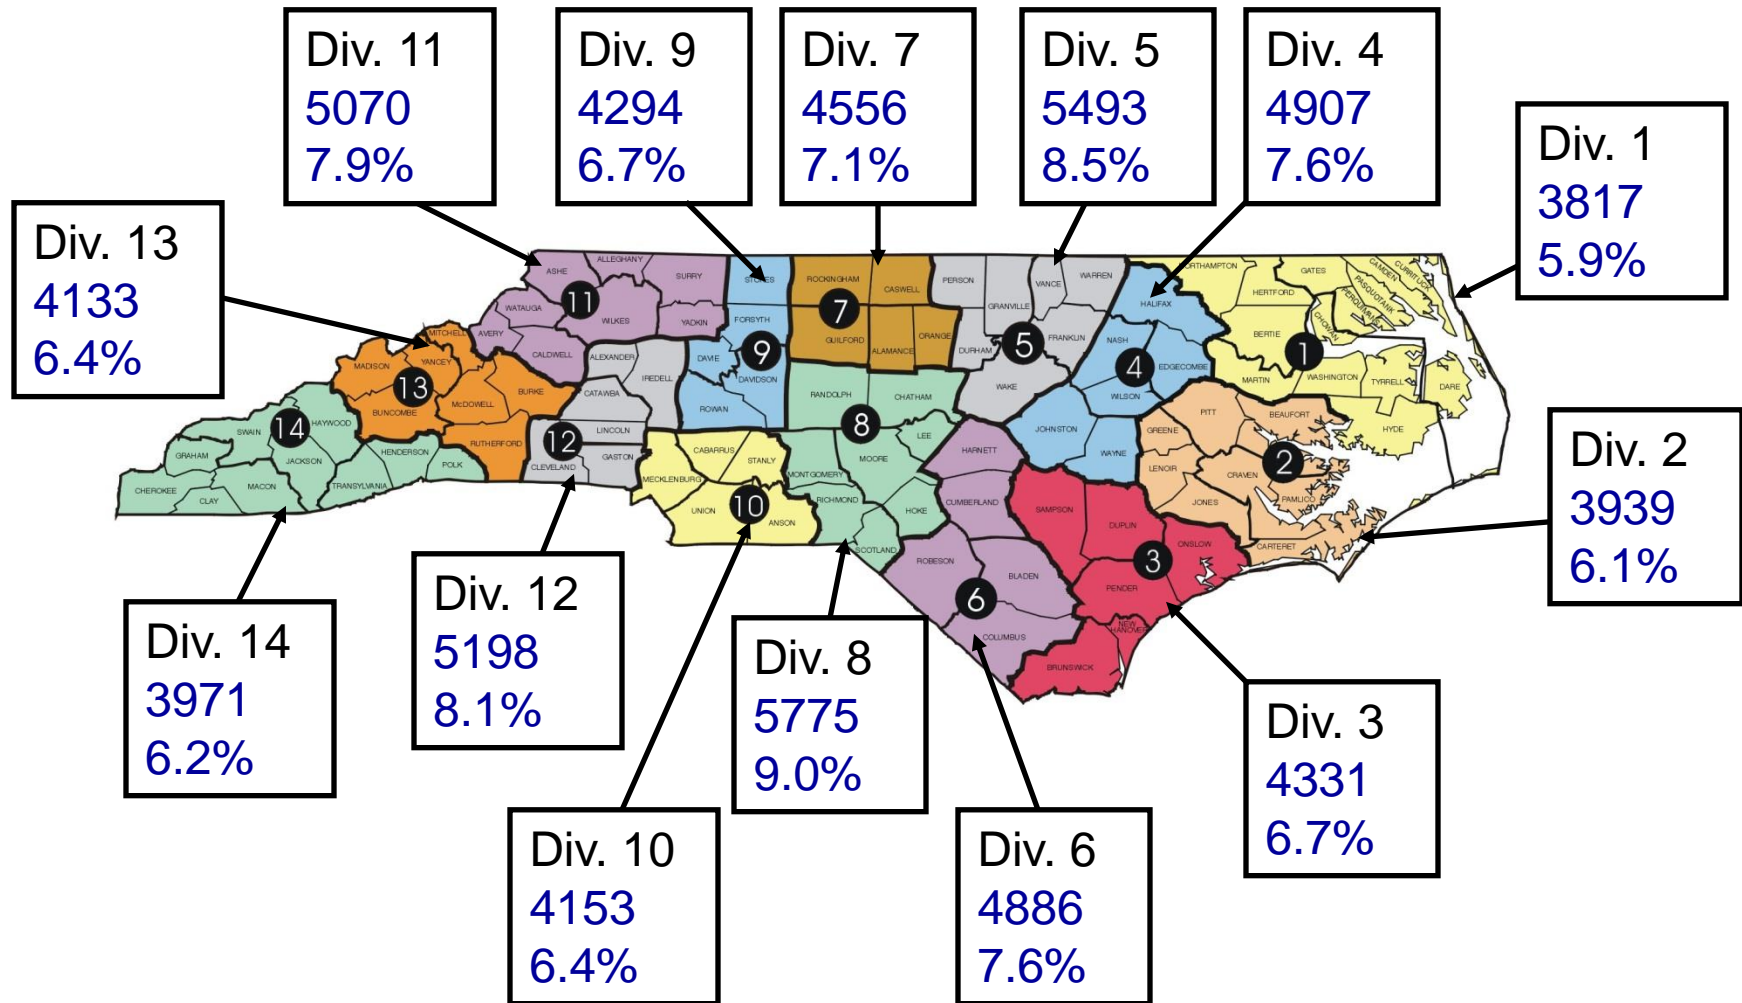 Div. 11
5070
7.9%
Div. 9
4294
6.7%
Div. 7
4556
7.1%
Div. 5
5493
8.5%
Div. 4
4907
7.6%
Div. 1
3817
5.9%
Div. 13
4133
6.4%
Div. 14
3971
6.2%
Div. 12
5198
8.1%
Div. 10
4153
6.4%
Div. 8
5775
9.0%
Div. 6
4886
7.6%
Div. 3
4331
6.7%
Div. 2
3939
6.1%
ASHE
ALLEGHANY
SURRY
WATAUGA
11
WILKES
YADKIN
AVERY
CALDWELL
STOKES
FORSYTH
DAVIE
9
DAVIDSON
ROWAN
ROCKINGHAM
CASWELL
7
GUILFORD
ALAMANCE
ORANGE
PERSON
GRANVILLE
VANCE
WARREN
5
FRANKLIN
DURHAM
WAKE
HALIFAX
NASH
4
EDGECOMBE
WILSON
JOHNSTON
WAYNE
NORTHAMPTON
GATES
HERTFORD
CAMDEN
CURRITUCK
PASQUOTANK
PERQUIMANS
CHOWAN
BERTIE
1
MARTIN
WASHINGTON
TYRRELL
DARE
HYDE
MITCHELL
YANCEY
MADISON
13
BUNCOMBE
McDOWELL
BURKE
RUTHERFORD
ALEXANDER
IREDELL
CATAWBA
12
LINCOLN
CLEVELAND
GASTON
SWAIN
14
HAYWOOD
GRAHAM
JACKSON
HENDERSON
POLK
CHEROKEE
MACON
CLAY
TRANSYLVANIA
CABARRUS
STANLY
MECKLENBURG
10
UNION
ANSON
RANDOLPH
CHATHAM
8
LEE
MOORE
MONTGOMERY
RICHMOND
HOKE
SCOTLAND
HARNETT
CUMBERLAND
ROBESON
BLADEN
6
COLUMBUS
SAMPSON
DUPLIN
ONSLOW
3
PENDER
NEW
HANOVER
BRUNSWICK
PITT
BEAUFORT
GREENE
2
LENOIR
CRAVEN
PAMLICO
JONES
CARTERET